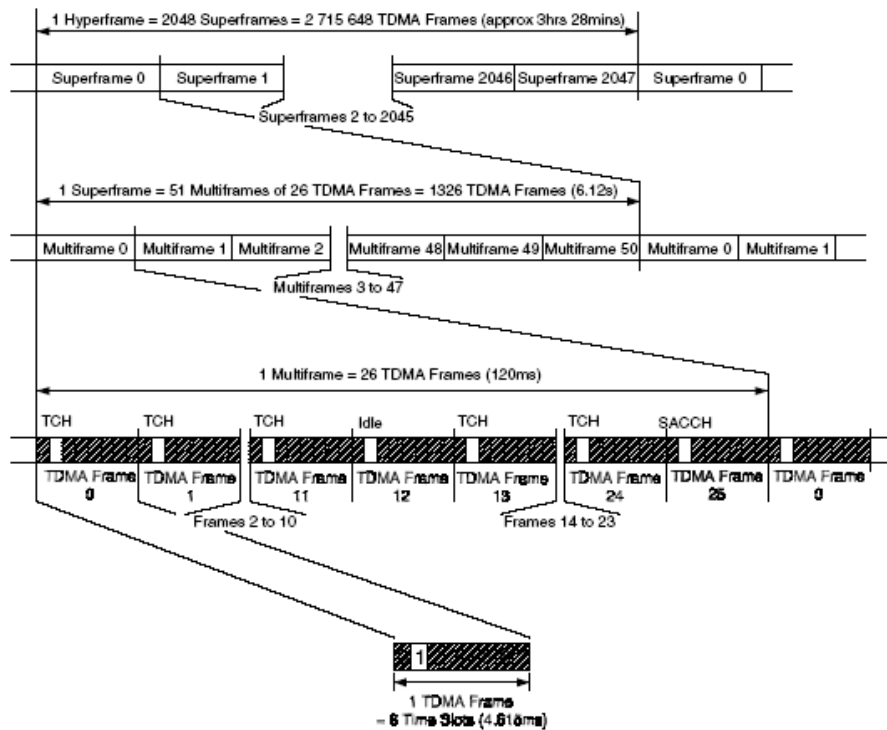 1 Hyperframe = 2048 Superframes = 2 715 648 TDMA Frames (approx 3hrs 28mins)
Superframe 0 Superframe 1 Superframe 2046 Superframe 2047 Superframe 0
Superframes 2 to 2045
1 Superframe = 51 Multiframes of 26 TDMA Frames = 1326 TDMA Frames (6.12s)
Multiframe 0 Multiframe 1 Multiframe 2 Multiframe 48 Multiframe 49 Multiframe 50 Multiframe 0 Multiframe 1
Multiframes 3 to 47
1 Multiframe = 26 TDMA Frames (120ms)
TCH TCH TCH Idle TCH TCH SACCH
TDMA Frame TDMA Frame TDMA Frame TDMA Frame TDMA Frame TDMA Frame TDMA Frame TDMA Frame
0 1 11 12 13 24 25 0
Frames 2 to 10 Frames 14 to 23
1
1 TDMA Frame
Time Slots